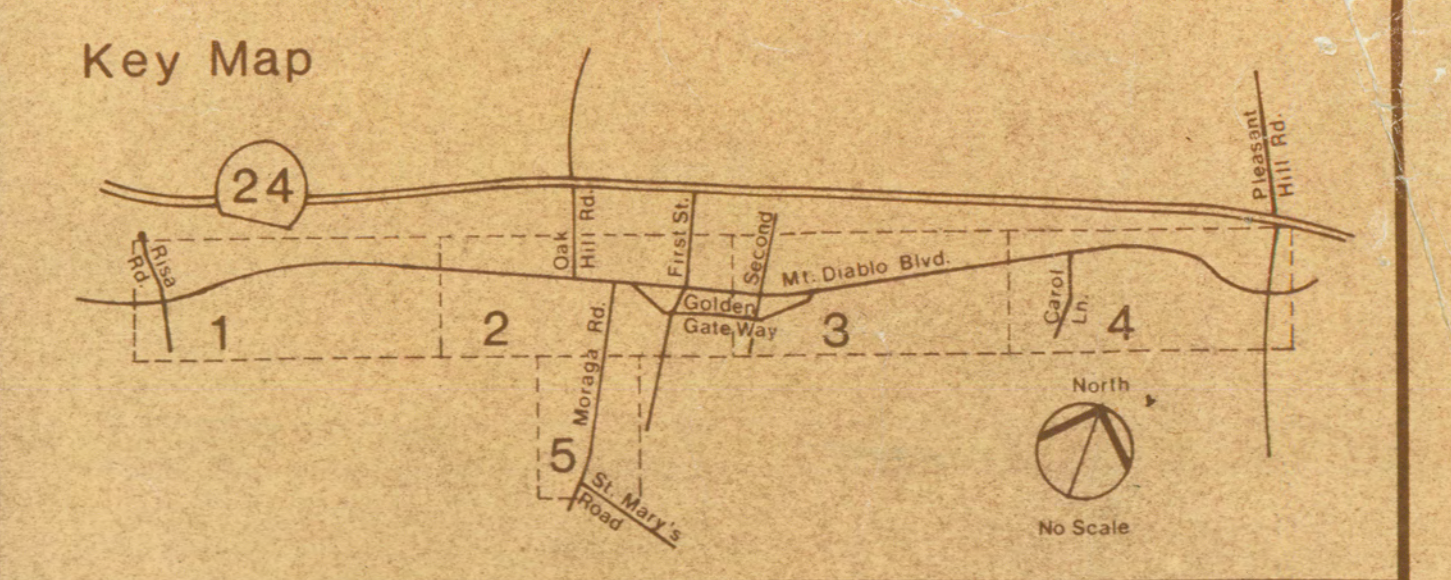 Key Map
24
Pleasant
Hill Rd.
Risa
Rd.
Oak
Hill Rd.
First St.
Second
Mt. Diablo Blvd.
Golden
Gate Way
Carol
Ln.
1
2
3
4
Moraga Rd.
5
St. Mary's
Road
North
No Scale